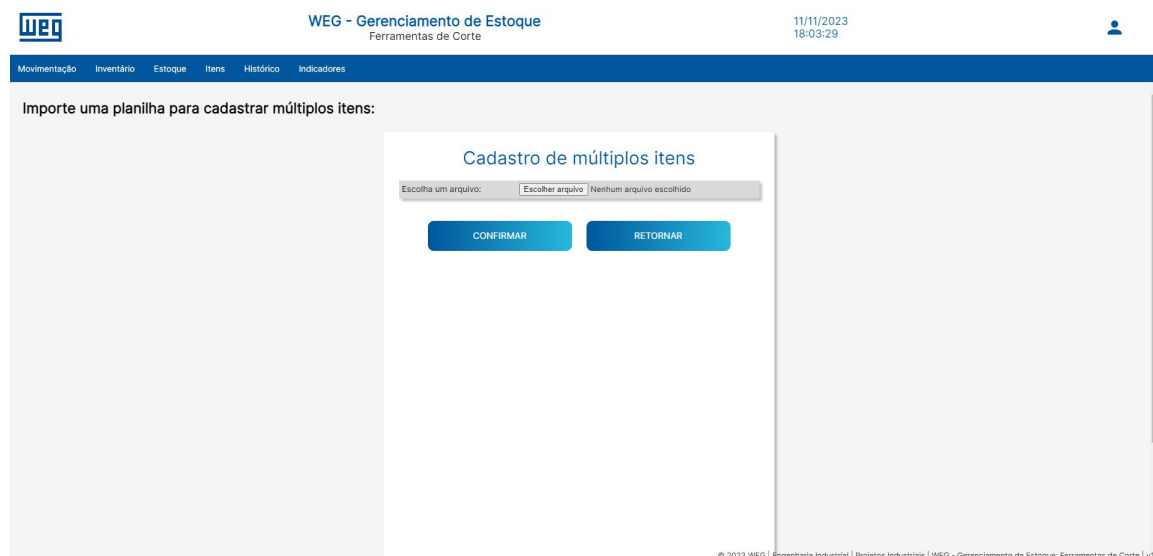 weg
WEG - Gerenciamento de Estoque
Ferramentas de Corte
11/11/2023
18:03:29
Movimentação Inventário Estoque Itens Histórico Indicadores
Importe uma planilha para cadastrar múltiplos itens:
Cadastro de múltiplos itens
Escolha um arquivo: Escolher arquivo Nenhum arquivo escolhido
CONFIRMAR RETORNAR
© 2023 WEG | Engenharia Industrial | Projetos Industriais | WEG - Gerenciamento de Estoque: Ferramentas de Corte |